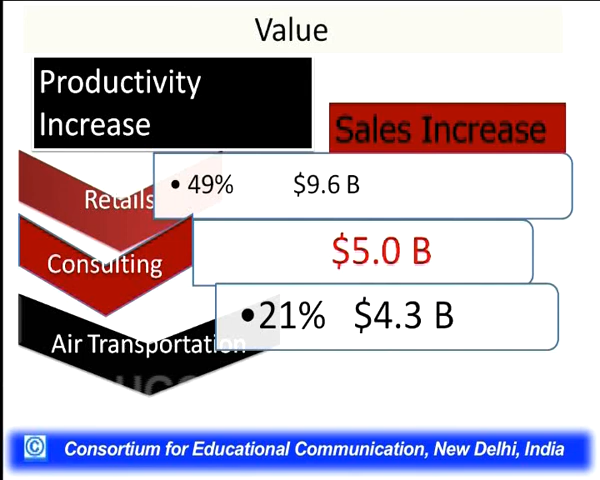 Value
Productivity
Increase
Sales Increase
Retails
• 49% $9.6 B
Consulting
$5.0 B
•21% $4.3 B
Air Transportation
© Consortium for Educational Communication, New Delhi, India